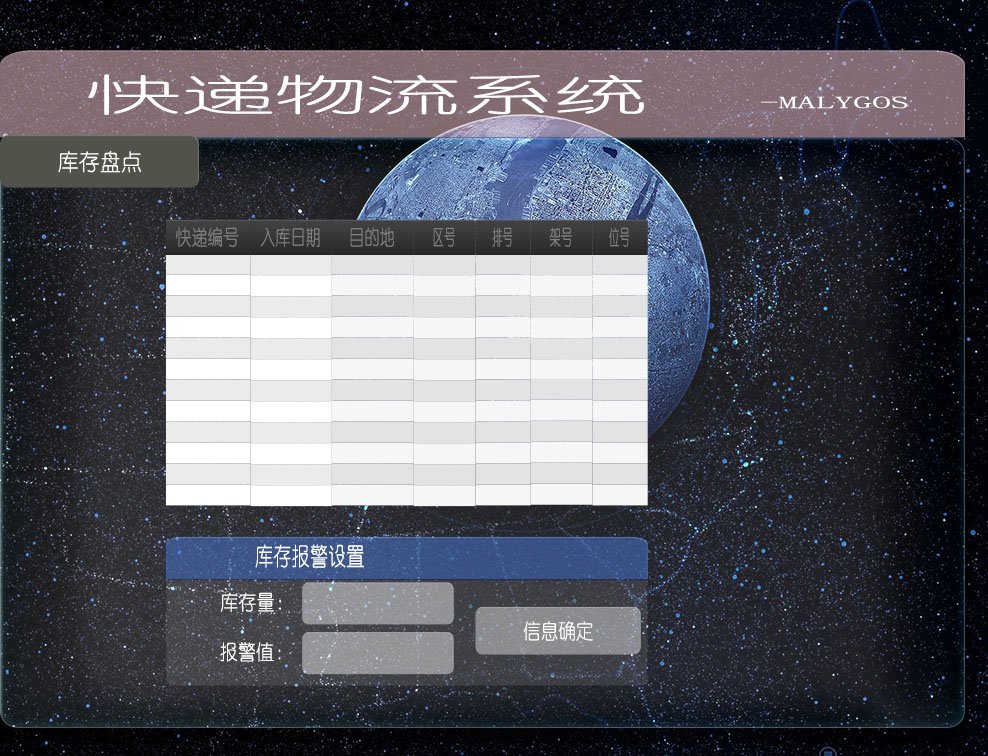 快递物流系统 —MALYGOS
库存盘点
快递编号 入库日期 目的地 区号 排号 架号 位号
库存报警设置
库存量：
信息确定
报警值：